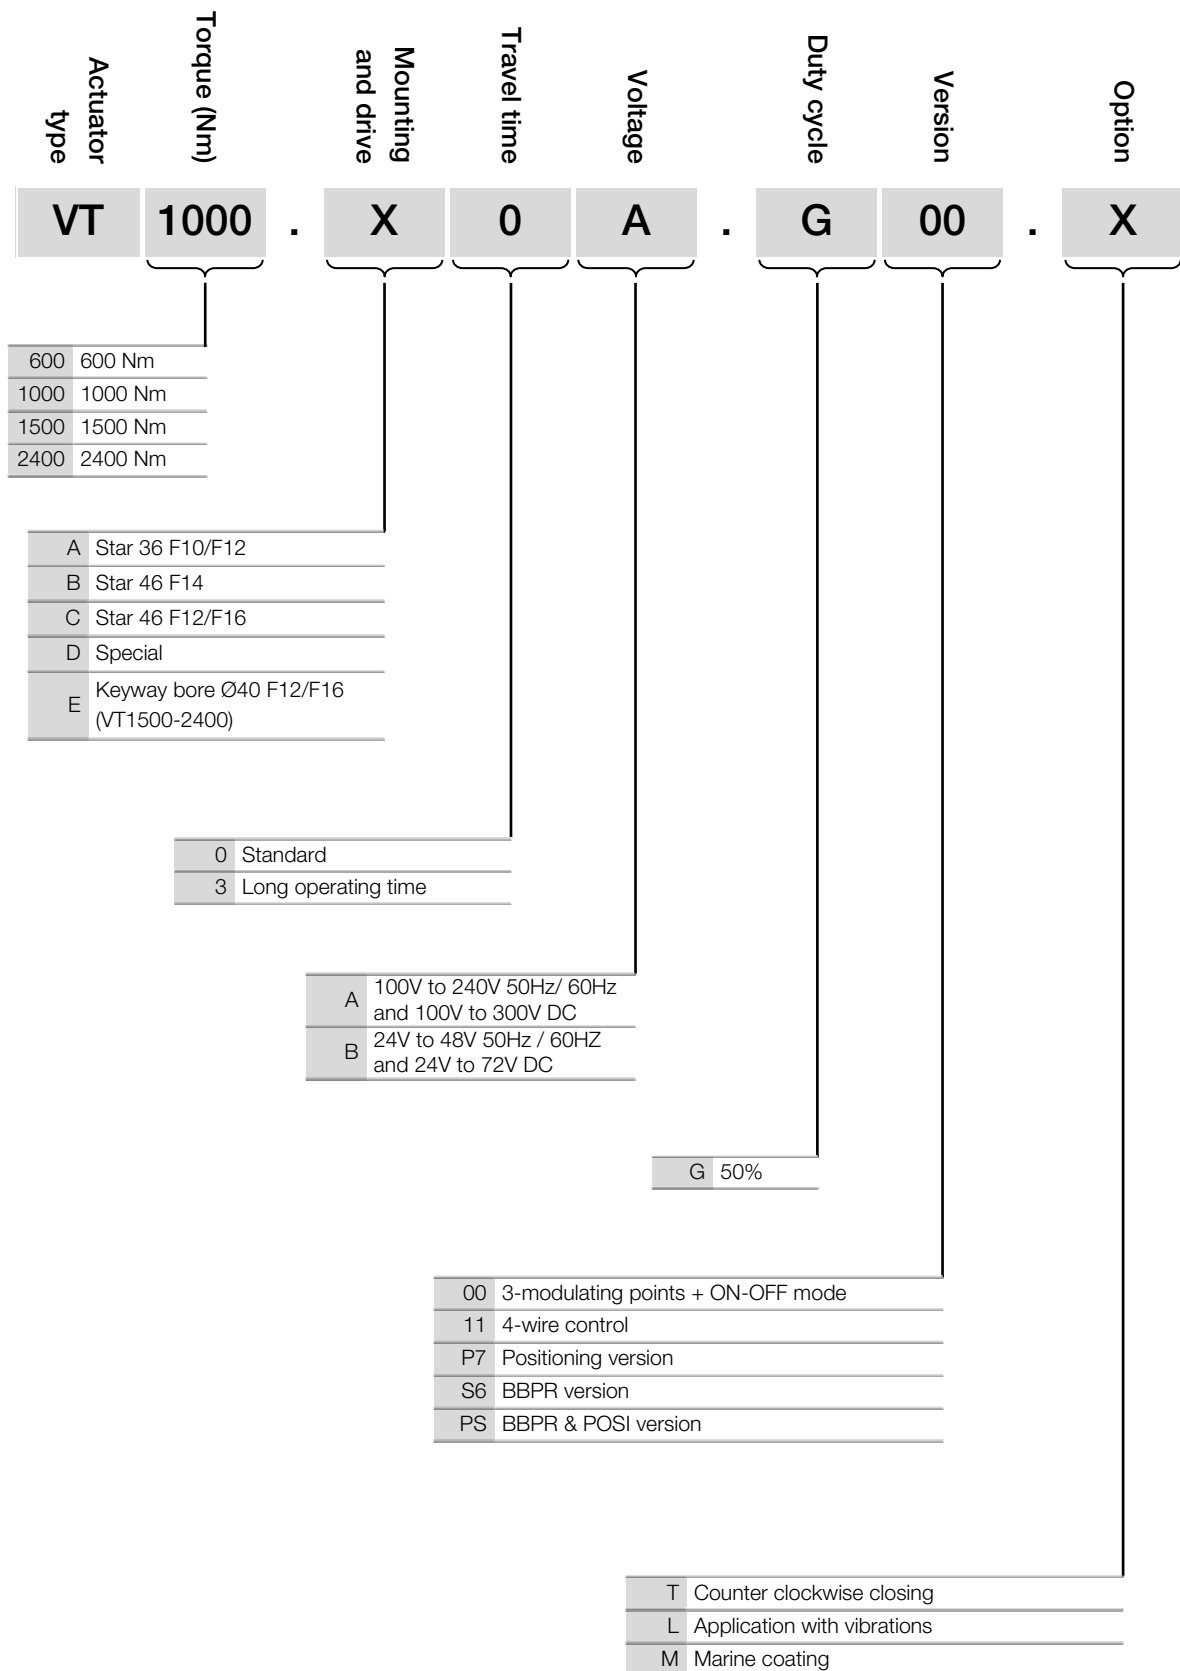 Actuator
type
Torque (Nm)
Mounting
and drive
Travel time
Voltage
Duty cycle
Version
Option
VT 1000 . X 0 A . G 00 . X
600 600 Nm
1000 1000 Nm
1500 1500 Nm
2400 2400 Nm
A Star 36 F10/F12
B Star 46 F14
C Star 46 F12/F16
D Special
E Keyway bore Ø40 F12/F16
(VT1500-2400)
0 Standard
3 Long operating time
A 100V to 240V 50Hz/ 60Hz
and 100V to 300V DC
B 24V to 48V 50Hz / 60HZ
and 24V to 72V DC
G 50%
00 3-modulating points + ON-OFF mode
11 4-wire control
P7 Positioning version
S6 BBPR version
PS BBPR & POSI version
T Counter clockwise closing
L Application with vibrations
M Marine coating